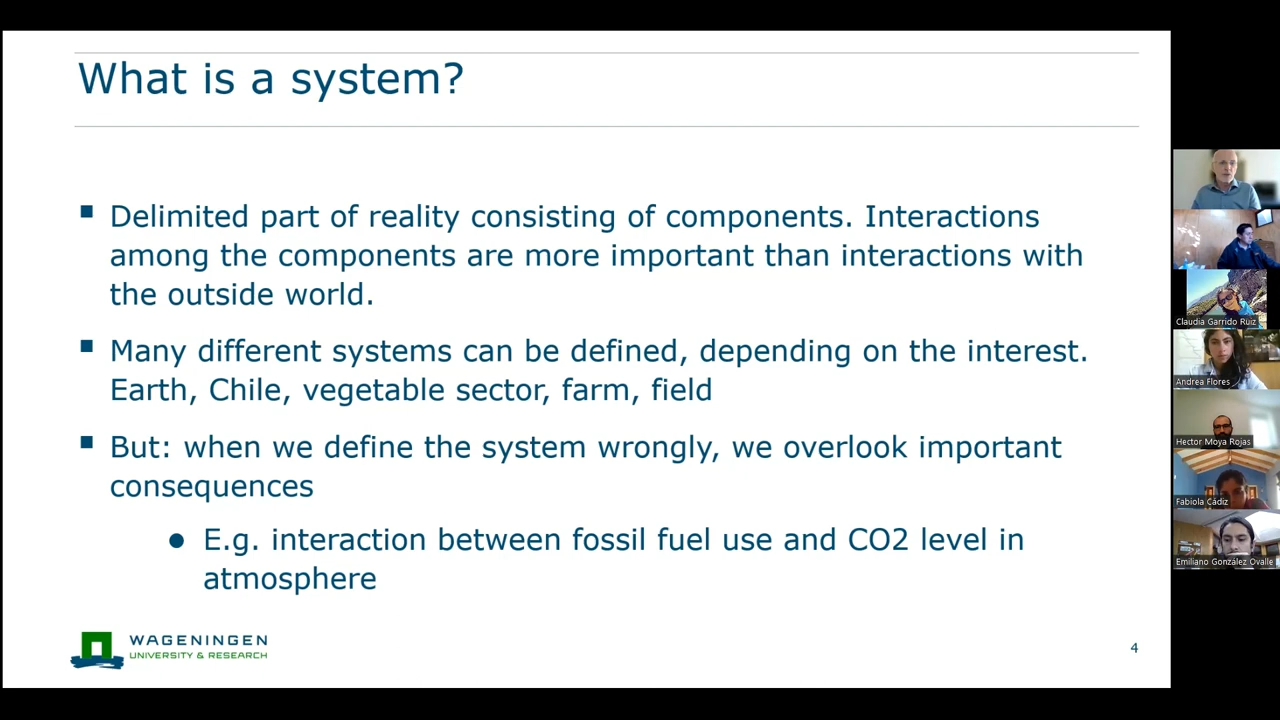 What is a system?
▪ Delimited part of reality consisting of components. Interactions
among the components are more important than interactions with
the outside world.
▪ Many different systems can be defined, depending on the interest.
Earth, Chile, vegetable sector, farm, field
▪ But: when we define the system wrongly, we overlook important
consequences
● E.g. interaction between fossil fuel use and CO2 level in
atmosphere
WAGENINGEN
UNIVERSITY & RESEARCH
4
Claudia Garrido Ruiz
Andrea Flores
Hector Moya Rojas
Fabiola Cádiz
Emiliano González Ovalle